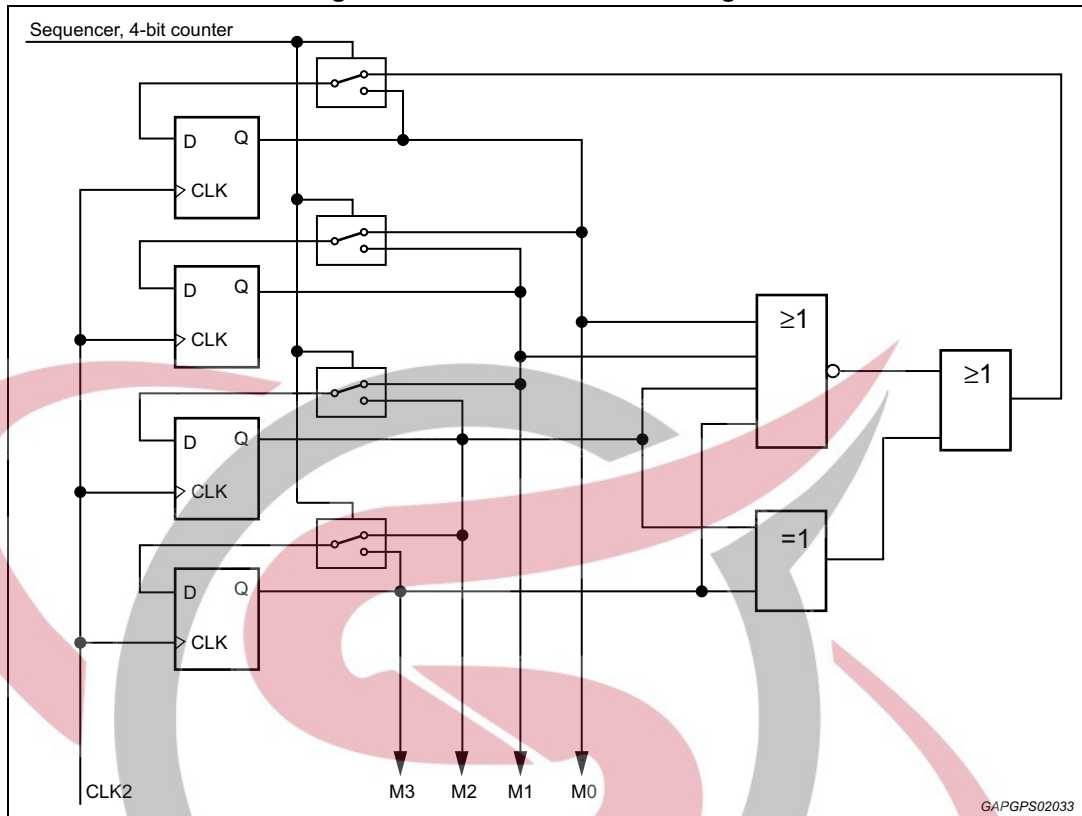 Sequencer, 4-bit counter
D Q
CLK
D Q
CLK
≥1
≥1
D Q
CLK
=1
D Q
CLK
CLK2 M3 M2 M1 M0
GAPGPS02033